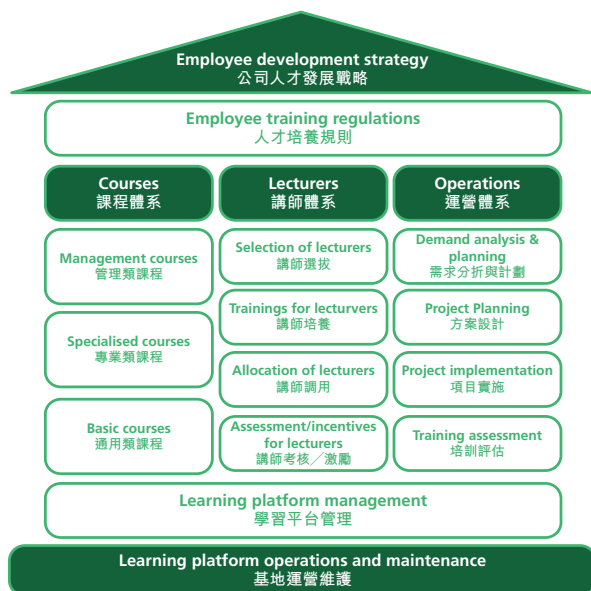 Employee development strategy
公司人才發展戰略
Employee training regulations
人才培養規則
Courses
課程體系
Lecturers
講師體系
Operations
運營體系
Management courses
管理類課程
Specialised courses
專業類課程
Basic courses
通用類課程
Selection of lecturers
講師選拔
Trainings for lecturvers
講師培養
Allocation of lecturers
講師調用
Assessment/incentives
for lecturers
講師考核／激勵
Demand analysis &
planning
需求分折與計劃
Project Planning
方案設計
Project implementation
項目實施
Training assessment
培訓評估
Learning platform management
學習平台管理
Learning platform operations and maintenance
基地運營維護